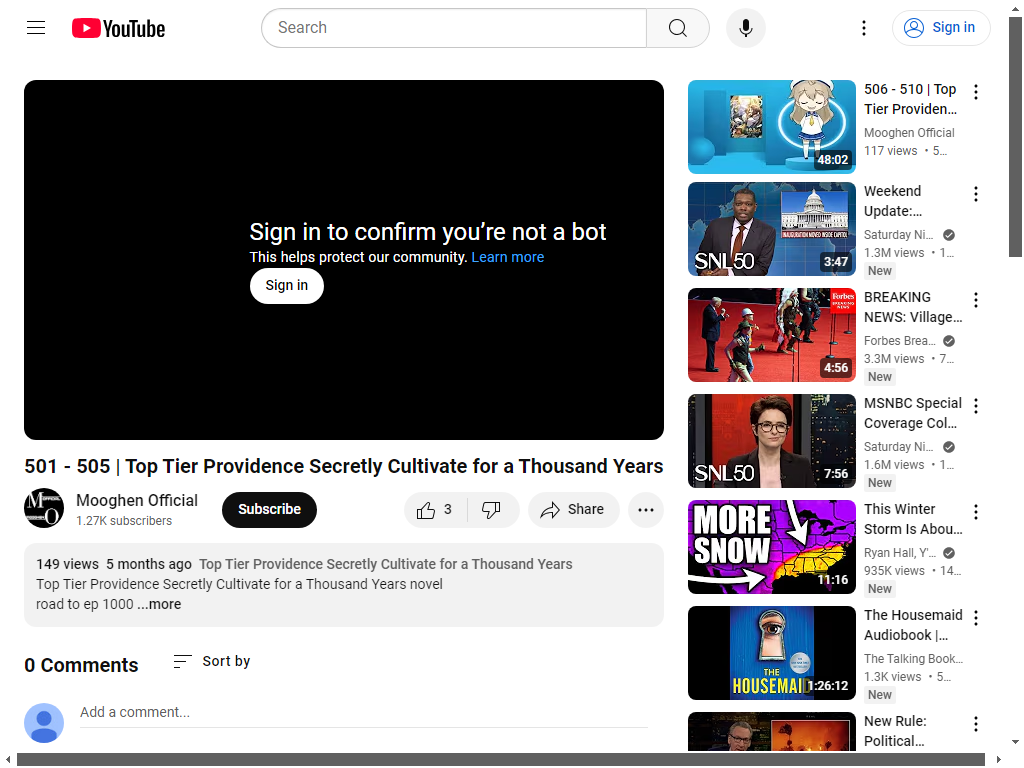 YouTube
Search
Sign in
Sign in to confirm you’re not a bot
This helps protect our community. Learn more
Sign in
501 - 505 | Top Tier Providence Secretly Cultivate for a Thousand Years
Mooghen Official
1.27K subscribers
Subscribe
3
Share
149 views 5 months ago Top Tier Providence Secretly Cultivate for a Thousand Years
Top Tier Providence Secretly Cultivate for a Thousand Years novel
road to ep 1000 ...more
0 Comments
Sort by
Add a comment...
48:02
506 - 510 | Top
Tier Providen...
Mooghen Official
117 views • 5...
INAUGURATION MOVED INSIDE CAPITOL
SNL50
3:47
Weekend
Update:...
Saturday Ni...
1.3M views • 1...
New
Forbes
BREAKING NEWS
4:56
BREAKING
NEWS: Village...
Forbes Brea...
3.3M views • 7...
New
SNL50
7:56
MSNBC Special
Coverage Col...
Saturday Ni...
1.6M views • 1...
New
MORE
SNOW
11:16
This Winter
Storm Is Abou...
Ryan Hall, Y'...
935K views • 14...
New
THE
HOUSEMAID
1:26:12
The Housemaid
Audiobook |...
The Talking Book...
1.3K views • 5...
New
New Rule:
Political...